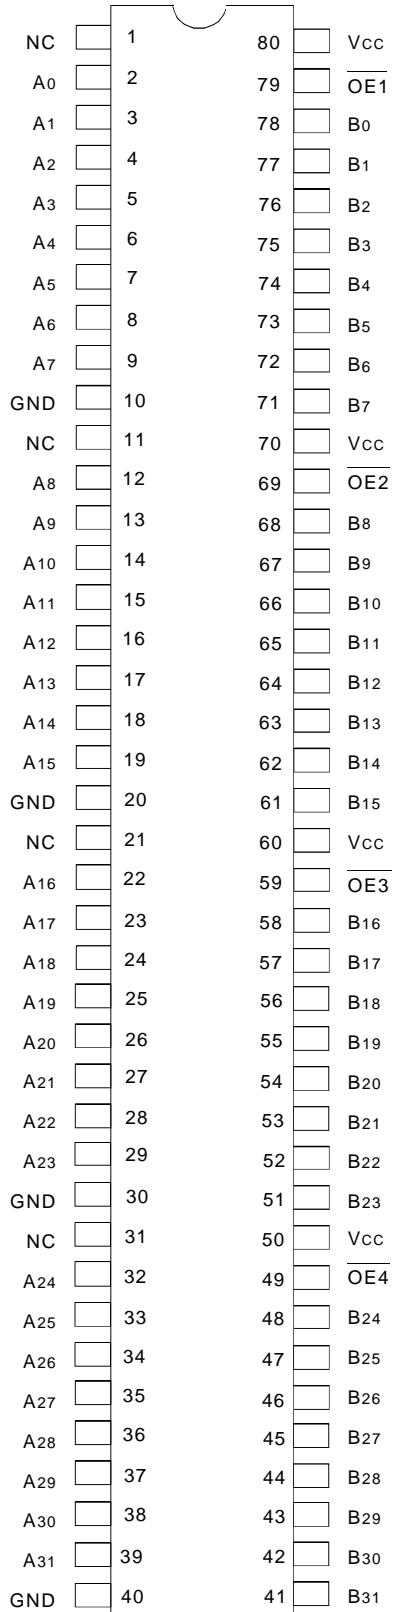 NC 1 80 VCC
A0 2 79 OE1
A1 3 78 B0
A2 4 77 B1
A3 5 76 B2
A4 6 75 B3
A5 7 74 B4
A6 8 73 B5
A7 9 72 B6
GND 10 71 B7
NC 11 70 VCC
A8 12 69 OE2
A9 13 68 B8
A10 14 67 B9
A11 15 66 B10
A12 16 65 B11
A13 17 64 B12
A14 18 63 B13
A15 19 62 B14
GND 20 61 B15
NC 21 60 VCC
A16 22 59 OE3
A17 23 58 B16
A18 24 57 B17
A19 25 56 B18
A20 26 55 B19
A21 27 54 B20
A22 28 53 B21
A23 29 52 B22
GND 30 51 B23
NC 31 50 VCC
A24 32 49 OE4
A25 33 48 B24
A26 34 47 B25
A27 35 46 B26
A28 36 45 B27
A29 37 44 B28
A30 38 43 B29
A31 39 42 B30
GND 40 41 B31